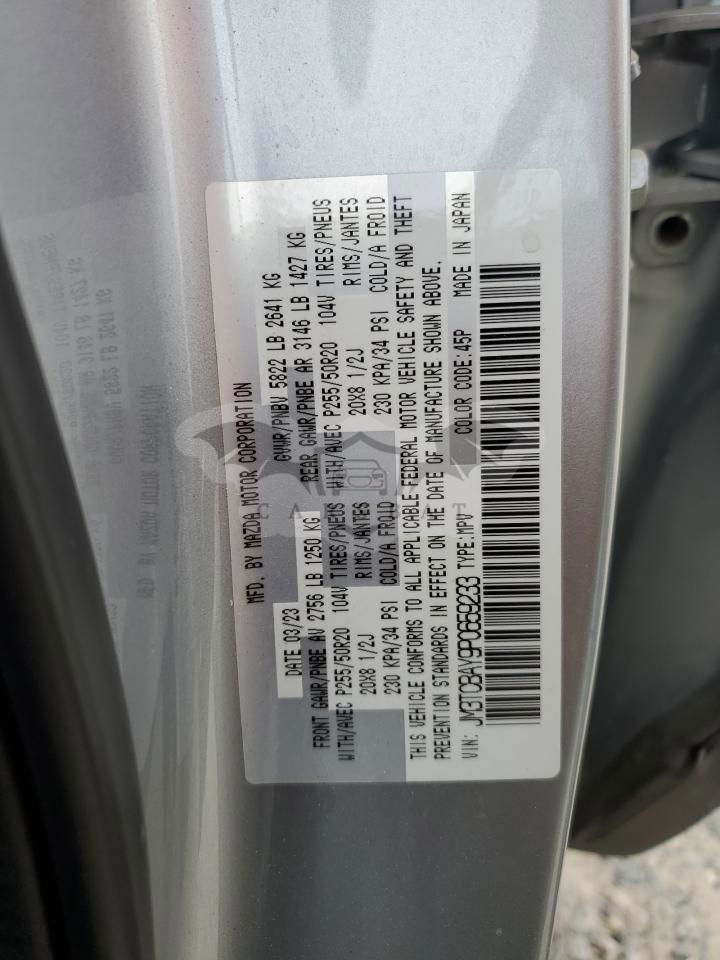 MFD. BY MAZDA MOTOR CORPORATION
DATE 03/23 GVWR/PNBV 5822 LB 2641 KG
FRONT GAWR/PNBE AV 2756 LB 1250 KG REAR GAWR/PNBE AR 3146 LB 1427 KG
WITH/AVEC P255/50R20 104V TIRES/PNEUS WITH/AVEC P255/50R20 104V TIRES/PNEUS
20X8 1/2J RIMS/JANTES 20X8 1/2J RIMS/JANTES
230 KPA/34 PSI COLD/A FROID 230 KPA/34 PSI COLD/A FROID
THIS VEHICLE CONFORMS TO ALL APPLICABLE FEDERAL MOTOR VEHICLE SAFETY AND THEFT
PREVENTION STANDARDS IN EFFECT ON THE DATE OF MANUFACTURE SHOWN ABOVE.
VIN: JM3TCBAY9P0659233 TYPE:MPV COLOR CODE:45P MADE IN JAPAN